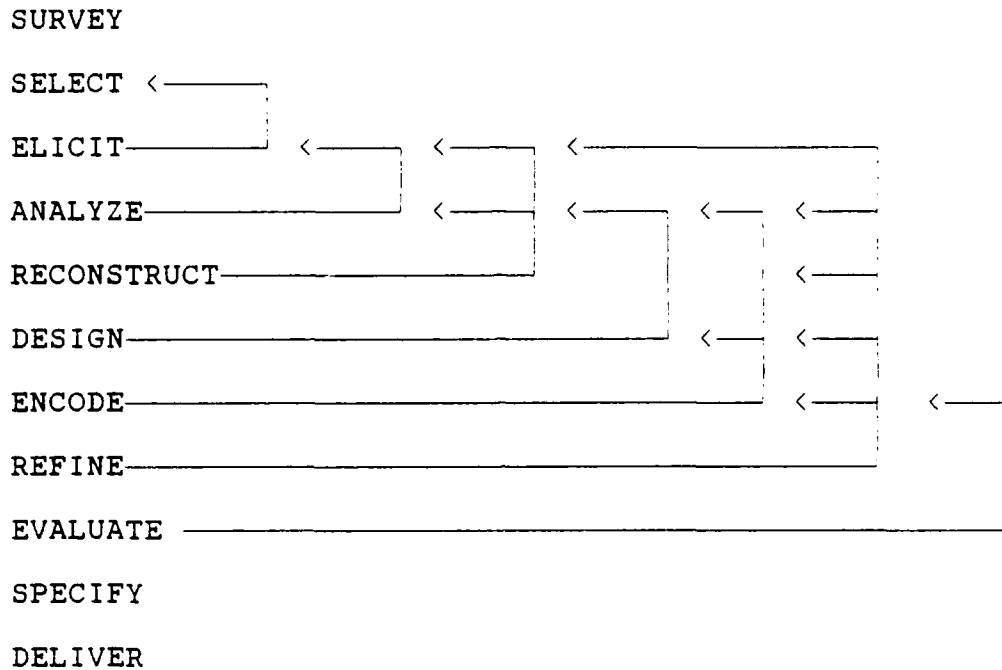 SURVEY
SELECT
ELICIT
ANALYZE
RECONSTRUCT
DESIGN
ENCODE
REFINE
EVALUATE
SPECIFY
DELIVER